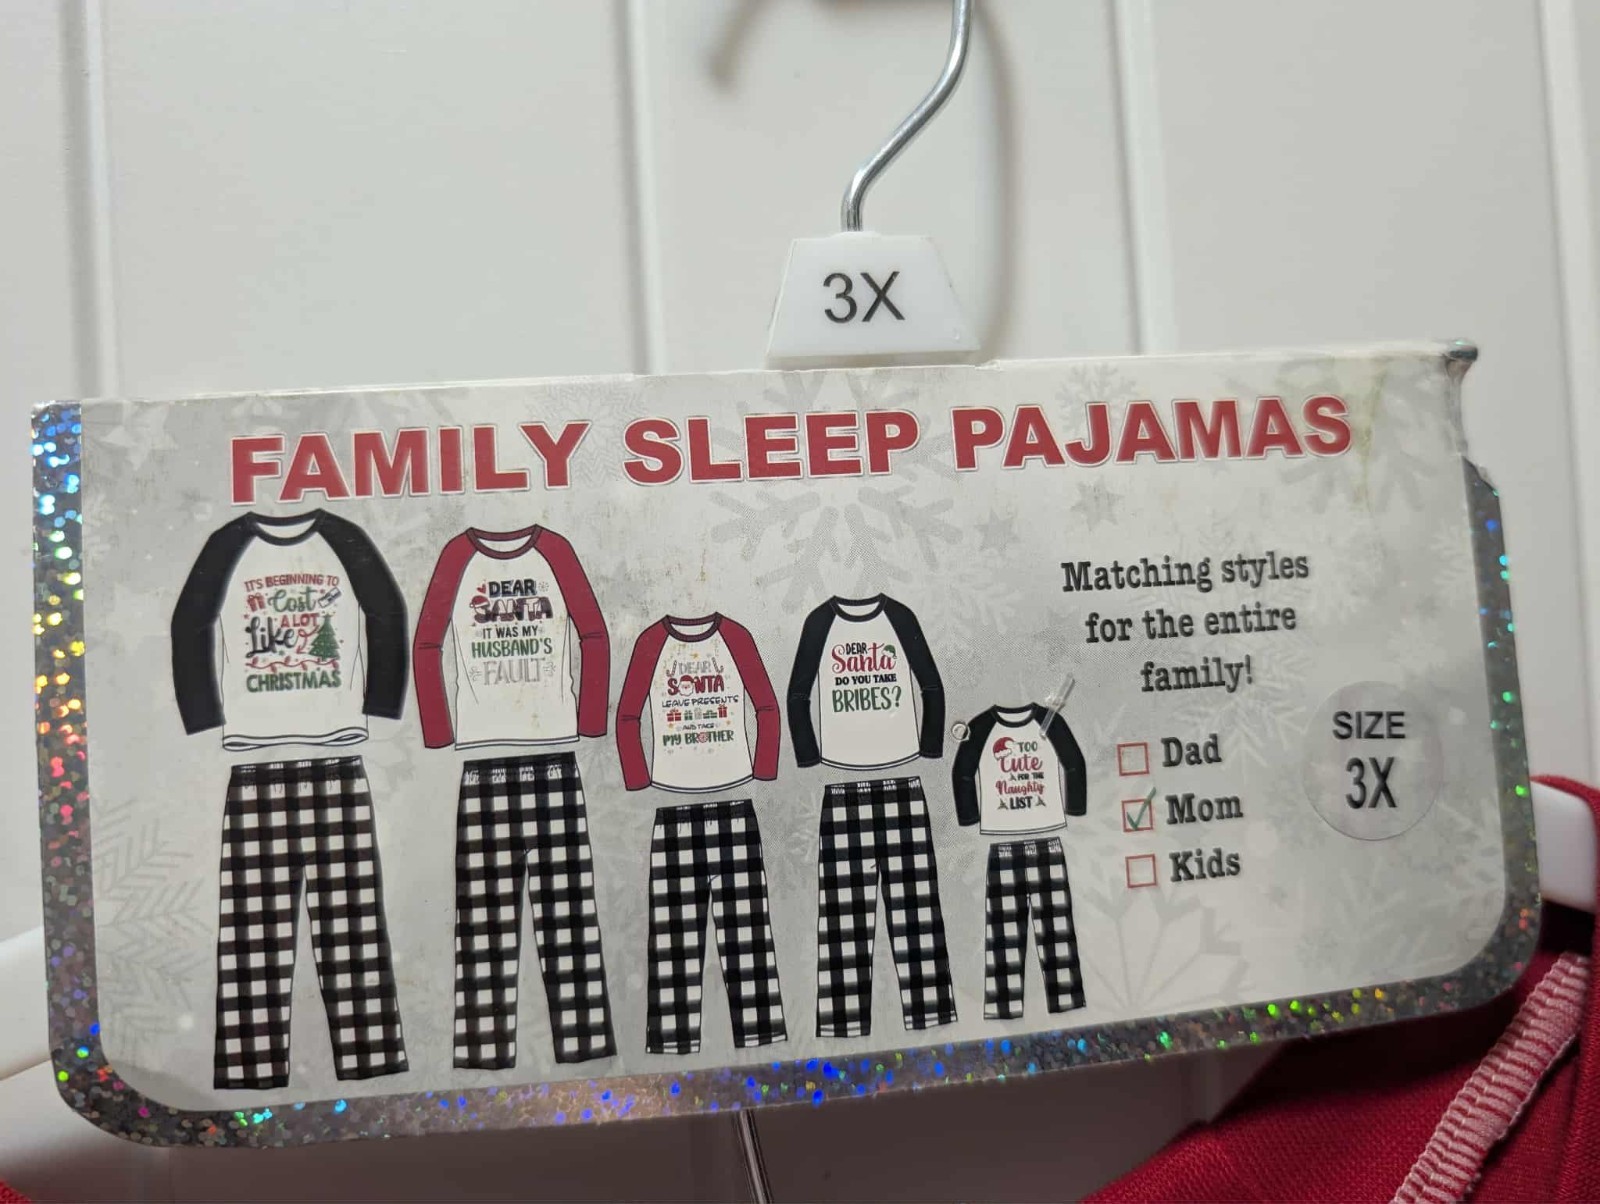 3X
FAMILY SLEEP PAJAMAS
IT'S BEGINNING TO
Cost
A LOT
Like
CHRISTMAS
DEAR
SANTA
IT WAS MY
HUSBAND'S
FAULT
DEAR
SANTA
LEAVE PRESENTS
AND TAKE
MY BROTHER
DEAR
Santa
DO YOU TAKE
BRIBES?
TOO
Cute
FOR THE
Naughty
LIST
Matching styles
for the entire
family!
Dad
Mom
Kids
SIZE
3X